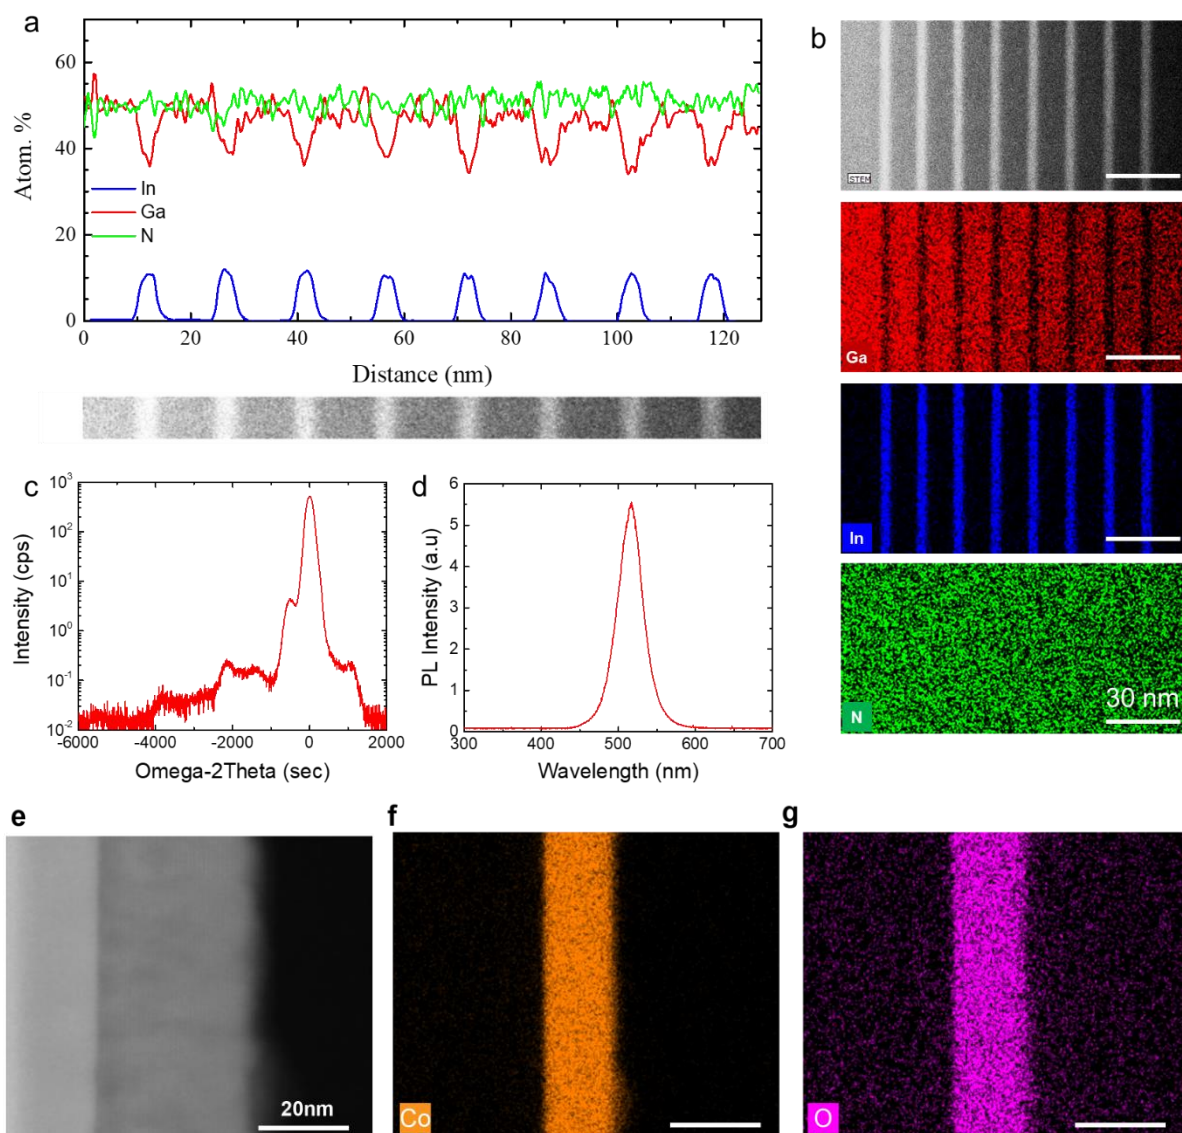 a
60
40
20
0
Atom. %
In
Ga
N
0 20 40 60 80 100 120
Distance (nm)
b
STEM
Ga
In
N
30 nm
c
10³
10²
10¹
10⁰
10⁻¹
10⁻²
Intensity (cps)
-6000 -4000 -2000 0 2000
Omega-2Theta (sec)
d
6
5
4
3
2
1
0
PL Intensity (a.u)
300 400 500 600 700
Wavelength (nm)
e
20nm
f
Co
g
O